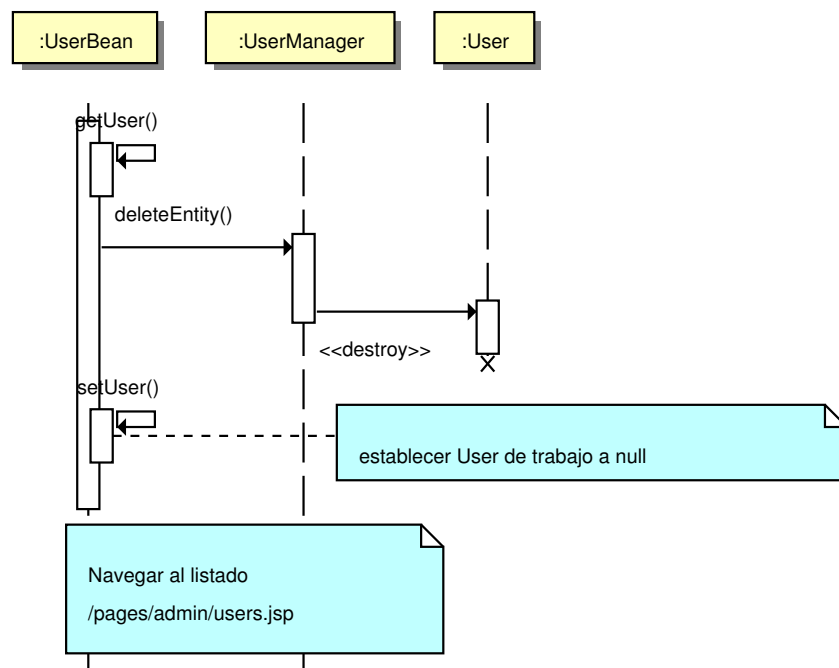 :UserBean
:UserManager
:User
getUser()
deleteEntity()
<<destroy>>
setUser()
establecer User de trabajo a null
Navegar al listado
/pages/admin/users.jsp